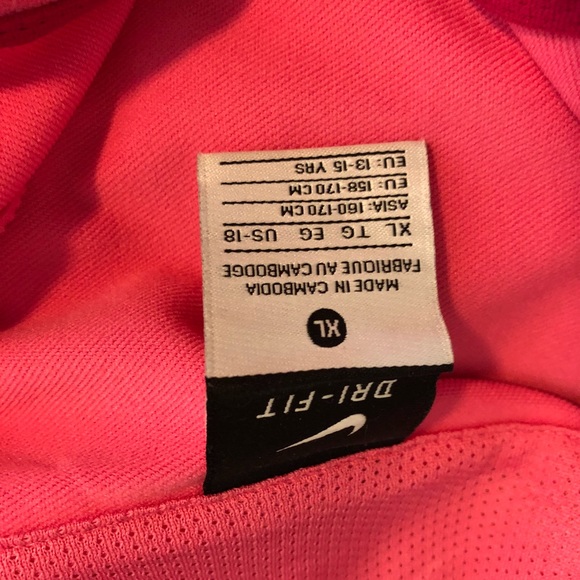 DRI-FIT
XL
MADE IN CAMBODIA
FABRIQUE AU CAMBODGE
XL TG EG US-18
ASIA: 160-170 CM
EU: 158-170 CM
EU: 13-15 YRS